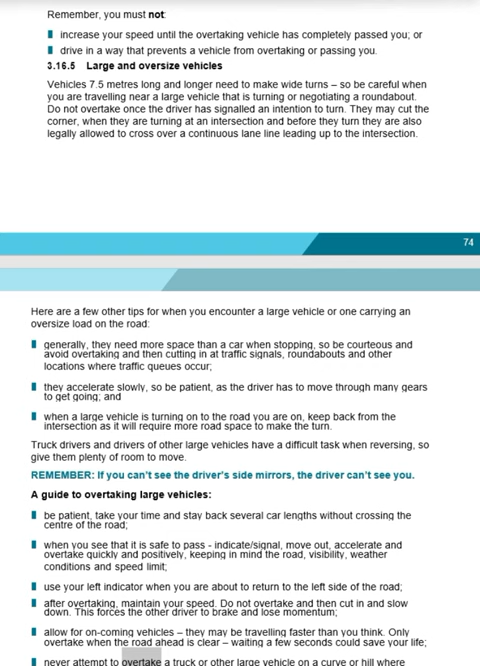 Remember, you must not:
increase your speed until the overtaking vehicle has completely passed you; or
drive in a way that prevents a vehicle from overtaking or passing you.
3.16.5 Large and oversize vehicles
Vehicles 7.5 metres long and longer need to make wide turns – so be careful when
you are travelling near a large vehicle that is turning or negotiating a roundabout.
Do not overtake once the driver has signalled an intention to turn. They may cut the
corner, when they are turning at an intersection and before they turn they are also
legally allowed to cross over a continuous lane line leading up to the intersection.
74
Here are a few other tips for when you encounter a large vehicle or one carrying an
oversize load on the road:
generally, they need more space than a car when stopping, so be courteous and
avoid overtaking and then cutting in at traffic signals, roundabouts and other
locations where traffic queues occur;
they accelerate slowly, so be patient, as the driver has to move through many gears
to get going; and
when a large vehicle is turning on to the road you are on, keep back from the
intersection as it will require more road space to make the turn.
Truck drivers and drivers of other large vehicles have a difficult task when reversing, so
give them plenty of room to move.
REMEMBER: If you can't see the driver's side mirrors, the driver can't see you.
A guide to overtaking large vehicles:
be patient, take your time and stay back several car lengths without crossing the
centre of the road;
when you see that it is safe to pass - indicate/signal, move out, accelerate and
overtake quickly and positively, keeping in mind the road, visibility, weather
conditions and speed limit;
use your left indicator when you are about to return to the left side of the road;
after overtaking, maintain your speed. Do not overtake and then cut in and slow
down. This forces the other driver to brake and lose momentum;
allow for on-coming vehicles – they may be travelling faster than you think. Only
overtake when the road ahead is clear – waiting a few seconds could save your life;
never attempt to overtake a truck or other large vehicle on a curve or hill where